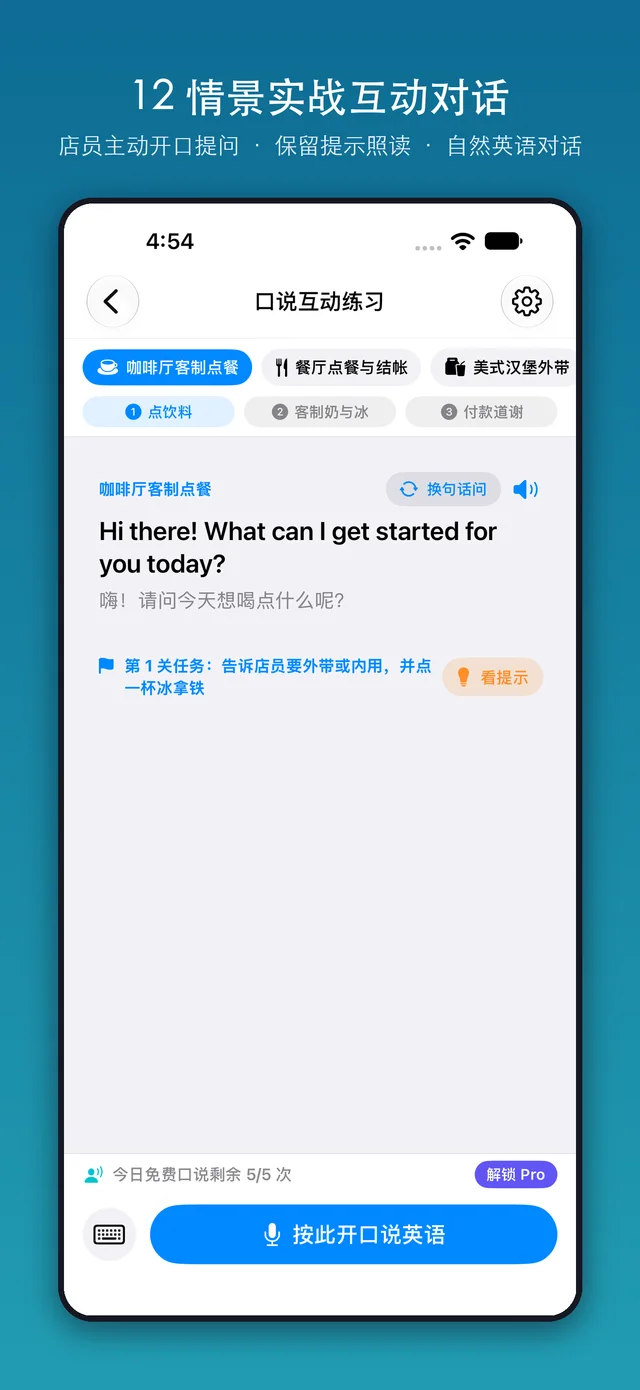 12 情景实战互动对话
店员主动开口提问 · 保留提示照读 · 自然英语对话
4:54
口说互动练习
咖啡厅客制点餐
餐厅点餐与结帐
美式汉堡外带
1 点饮料
2 客制奶与冰
3 付款道谢
咖啡厅客制点餐
换句话问
Hi there! What can I get started for
you today?
嗨！请问今天想喝点什么呢？
第 1 关任务：告诉店员要外带或内用，并点
一杯冰拿铁
看提示
今日免费口说剩余 5/5 次
解锁 Pro
按此开口说英语